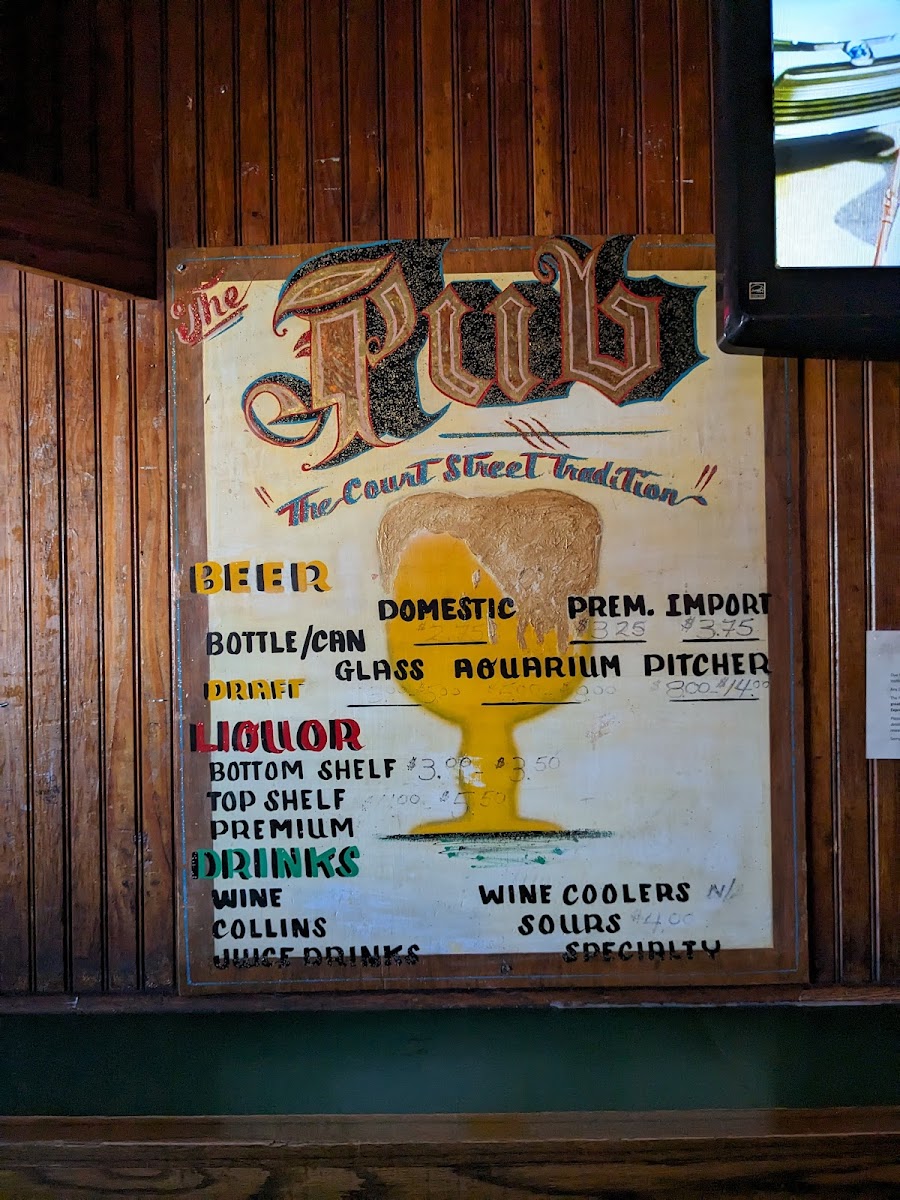 The
Pub
"The Court Street Tradition"
BEER
DOMESTIC PREM. IMPORT
BOTTLE/CAN $3.25 $3.75
GLASS AQUARIUM PITCHER
DRAFT $8.00-$14.00
LIQUOR
BOTTOM SHELF $3.00 - $3.50
TOP SHELF $5.50
PREMIUM
DRINKS
WINE WINE COOLERS
COLLINS SOURS $4.00
JUICE DRINKS SPECIALTY